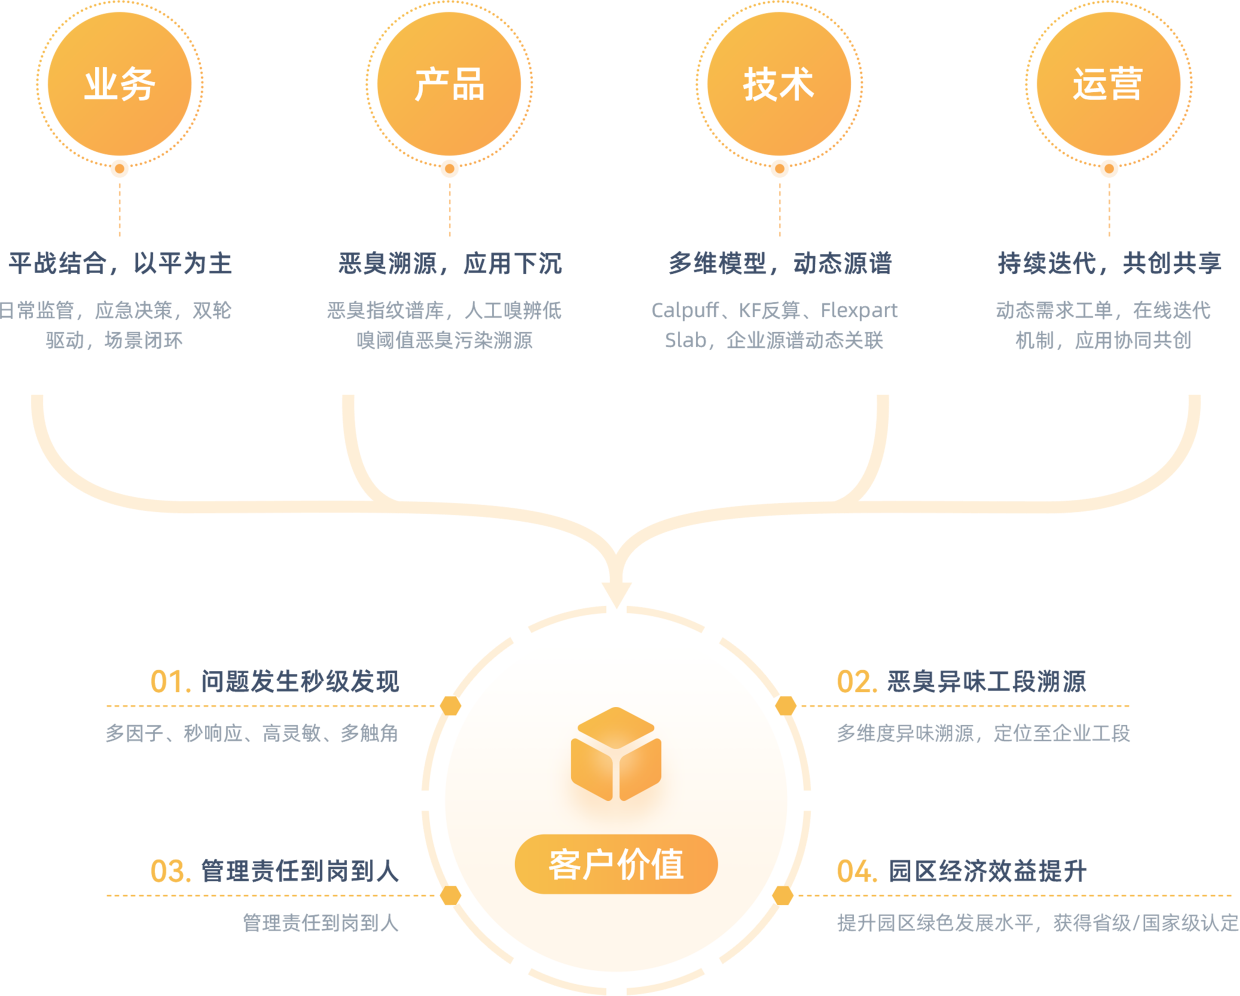 业务
产品
技术
运营
平战结合，以平为主
恶臭溯源，应用下沉
多维模型，动态源谱
持续迭代，共创共享
日常监管，应急决策，双轮
驱动，场景闭环
恶臭指纹谱库，人工嗅辨低
嗅阈值恶臭污染溯源
Calpuff、KF反算、Flexpart
Slab，企业源谱动态关联
动态需求工单，在线迭代
机制，应用协同共创
01. 问题发生秒级发现
多因子、秒响应、高灵敏、多触角
02. 恶臭异味工段溯源
多维度异味溯源，定位至企业工段
客户价值
03. 管理责任到岗到人
管理责任到岗到人
04. 园区经济效益提升
提升园区绿色发展水平，获得省级/国家级认定